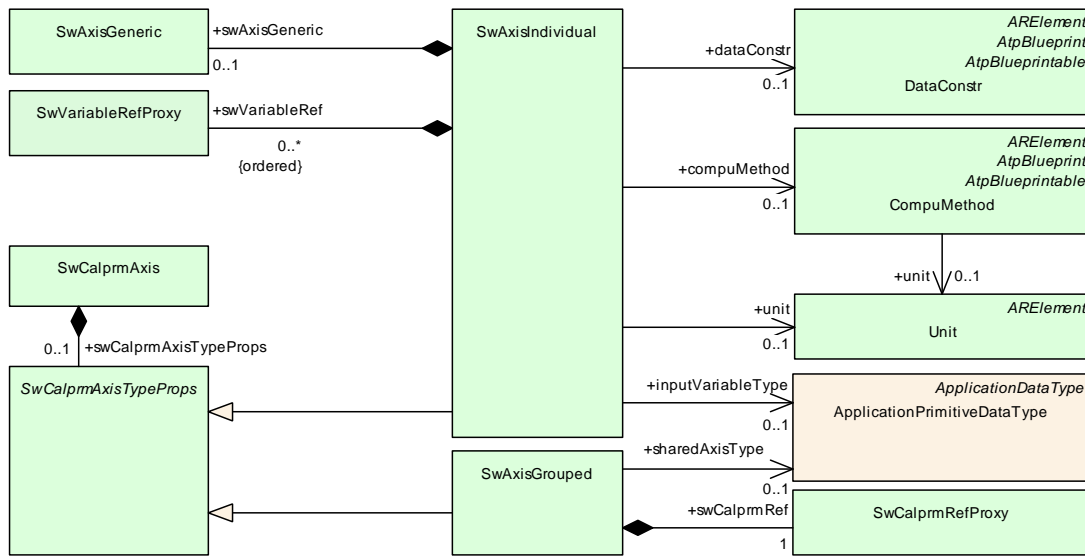 SwAxisGeneric
+swAxisGeneric
0..1
SwVariableRefProxy
+swVariableRef
0..*
{ordered}
SwCalprmAxis
0..1
+swCalprmAxisTypeProps
SwCalprmAxisTypeProps
SwAxisIndividual
SwAxisGrouped
+dataConstr
0..1
ARElement
AtpBlueprint
AtpBlueprintable
DataConstr
+compuMethod
0..1
ARElement
AtpBlueprint
AtpBlueprintable
CompuMethod
+unit
0..1
+unit
0..1
ARElement
Unit
+inputVariableType
0..1
ApplicationDataType
ApplicationPrimitiveDataType
+sharedAxisType
0..1
+swCalprmRef
1
SwCalprmRefProxy